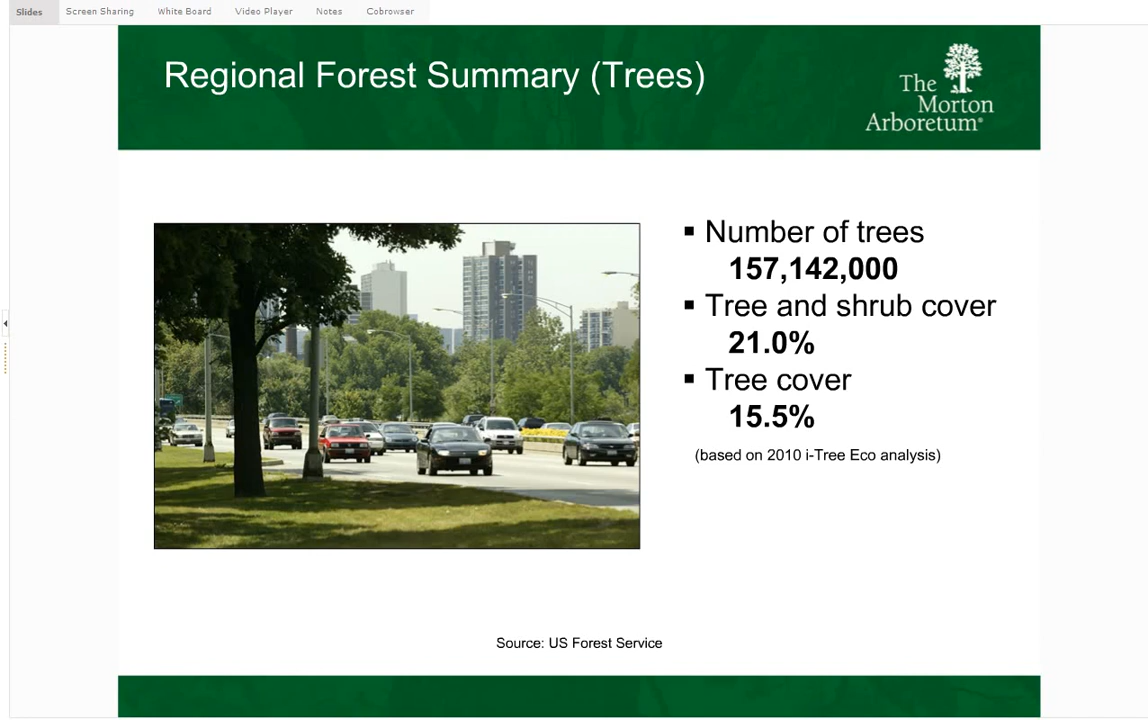 Slides Screen Sharing White Board Video Player Notes Cobrowser
Regional Forest Summary (Trees)
The
Morton
Arboretum®
▪ Number of trees
157,142,000
▪ Tree and shrub cover
21.0%
▪ Tree cover
15.5%
(based on 2010 i-Tree Eco analysis)
Source: US Forest Service